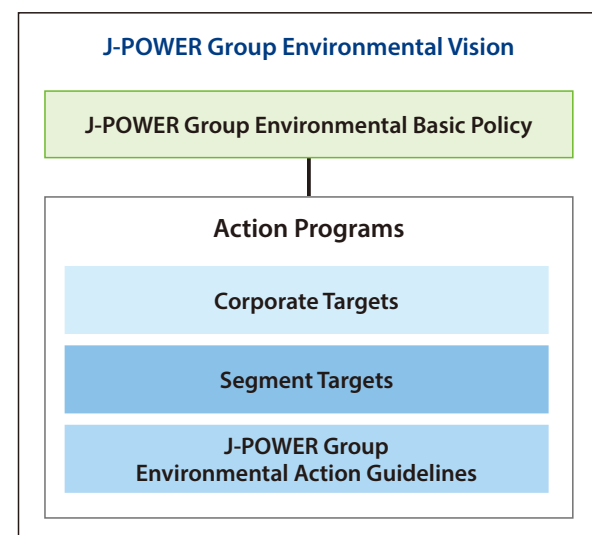 J-POWER Group Environmental Vision
J-POWER Group Environmental Basic Policy
Action Programs
Corporate Targets
Segment Targets
J-POWER Group
Environmental Action Guidelines